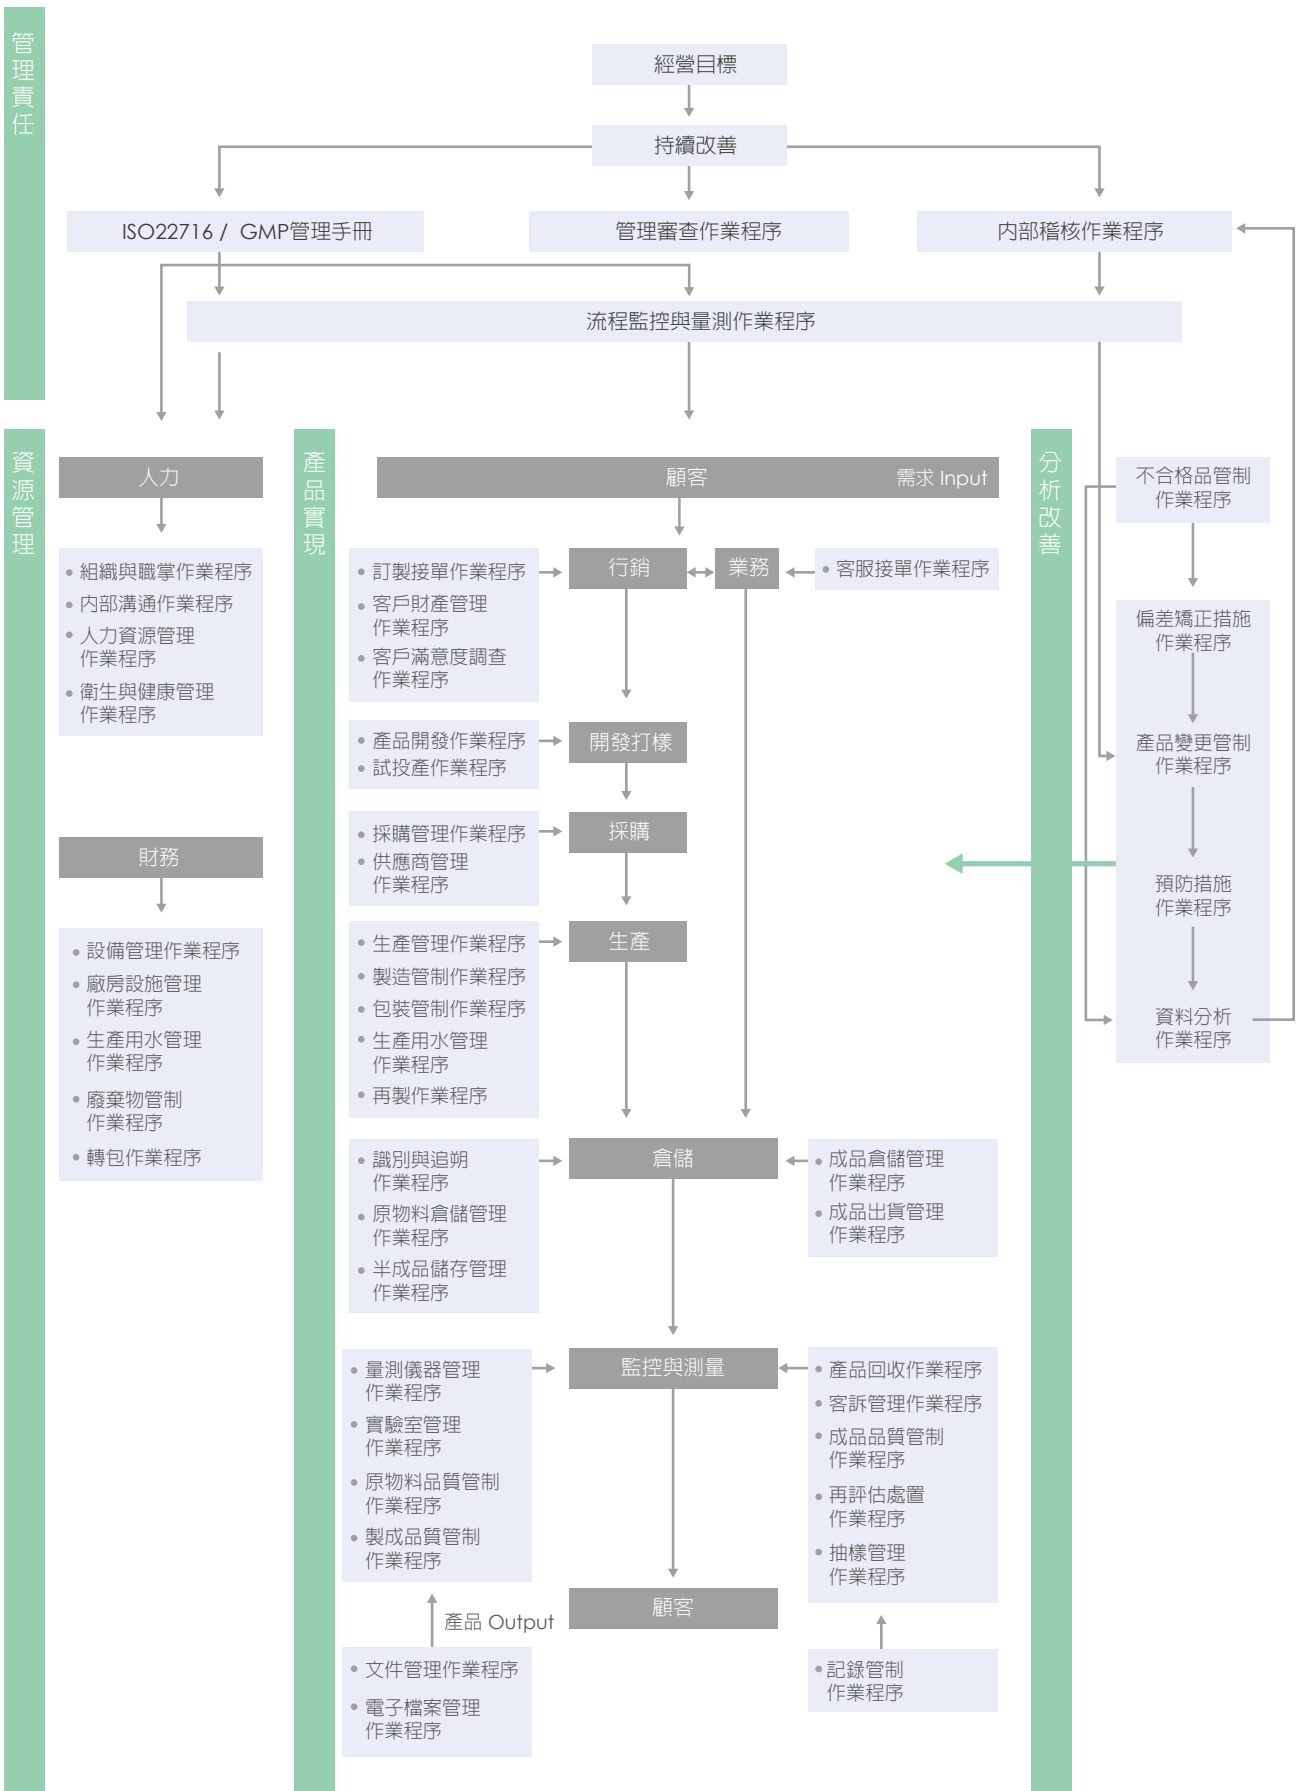 管理責任
經營目標
持續改善
ISO22716 / GMP管理手冊
管理審查作業程序
內部稽核作業程序
流程監控與量測作業程序
資源管理
人力
• 組織與職掌作業程序
• 內部溝通作業程序
• 人力資源管理
作業程序
• 衛生與健康管理
作業程序
財務
• 設備管理作業程序
• 廠房設施管理
作業程序
• 生產用水管理
作業程序
• 廢棄物管制
作業程序
• 轉包作業程序
產品實現
顧客
需求 Input
• 訂製接單作業程序
• 客戶財產管理
作業程序
• 客戶滿意度調查
作業程序
行銷
業務
• 客服接單作業程序
• 產品開發作業程序
• 試投產作業程序
開發打樣
• 採購管理作業程序
• 供應商管理
作業程序
採購
• 生產管理作業程序
• 製造管制作業程序
• 包裝管制作業程序
• 生產用水管理
作業程序
• 再製作業程序
生產
• 識別與追朔
作業程序
• 原物料倉儲管理
作業程序
• 半成品儲存管理
作業程序
倉儲
• 成品倉儲管理
作業程序
• 成品出貨管理
作業程序
• 量測儀器管理
作業程序
• 實驗室管理
作業程序
• 原物料品質管制
作業程序
• 製成品質管制
作業程序
監控與測量
• 產品回收作業程序
• 客訴管理作業程序
• 成品品質管制
作業程序
• 再評估處置
作業程序
• 抽樣管理
作業程序
顧客
產品 Output
• 文件管理作業程序
• 電子檔案管理
作業程序
• 記錄管制
作業程序
分析改善
不合格品管制
作業程序
偏差矯正措施
作業程序
產品變更管制
作業程序
預防措施
作業程序
資料分析
作業程序